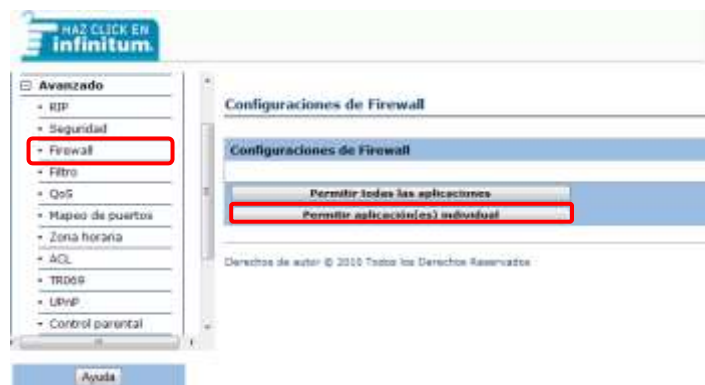 HAZ CLICK EN
infinitum.
Avanzado
RIP
Seguridad
Firewall
Filtro
QoS
Mapeo de puertos
Zona horaria
ACL
TR069
UPnP
Control parental
Ayuda
Configuraciones de Firewall
Configuraciones de Firewall
Permitir todas las aplicaciones
Permitir aplicación(es) individual
Derechos de autor © 2010 Todos los Derechos Reservados